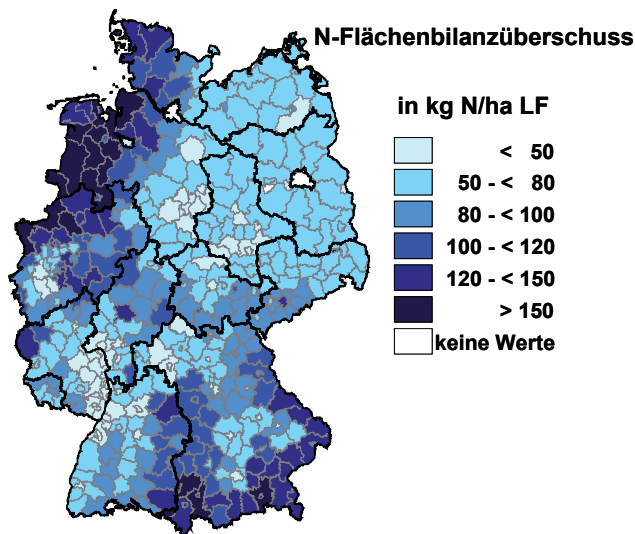 N-Flächenbilanzüberschuss
in kg N/ha LF
< 50
50 - < 80
80 - < 100
100 - < 120
120 - < 150
> 150
keine Werte